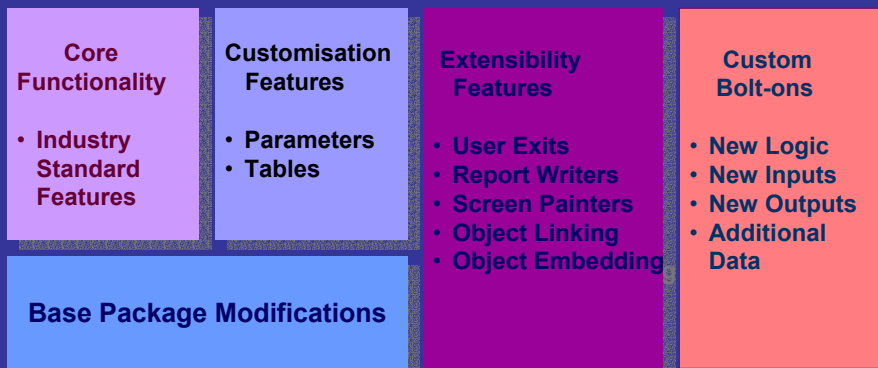 Core
Functionality
• Industry
Standard
Features
Customisation
Features
• Parameters
• Tables
Extensibility
Features
• User Exits
• Report Writers
• Screen Painters
• Object Linking
• Object Embedding
Custom
Bolt-ons
• New Logic
• New Inputs
• New Outputs
• Additional
Data
Base Package Modifications